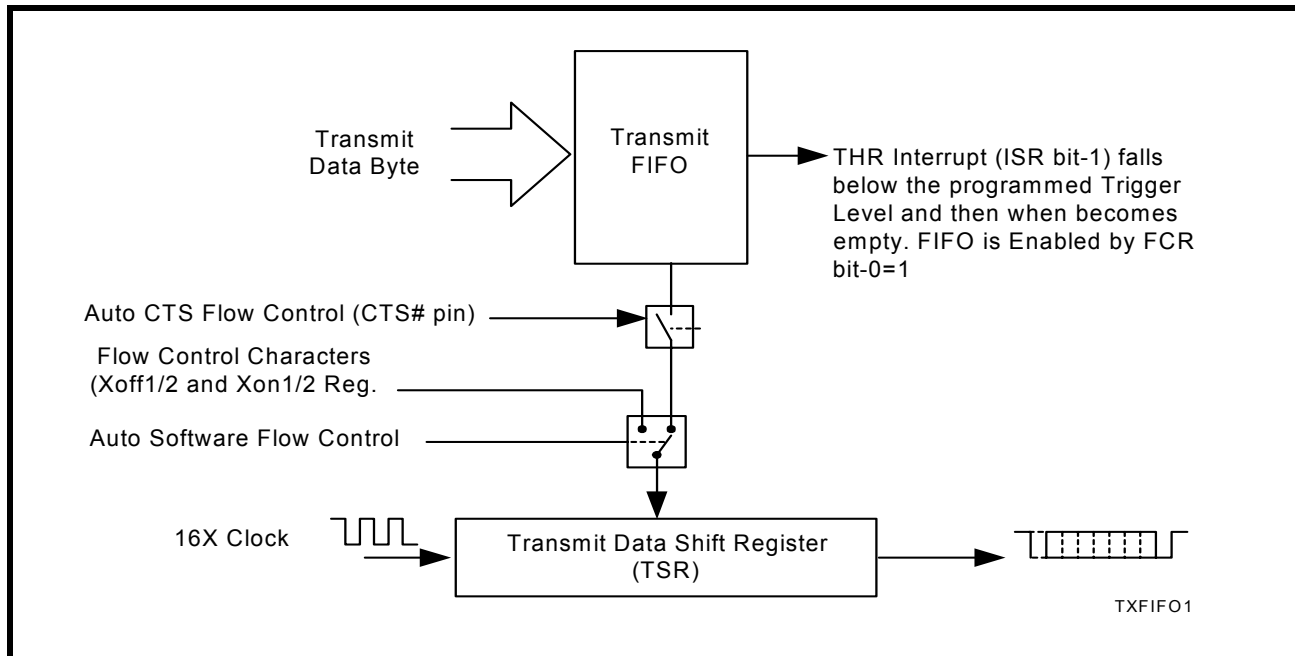 Transmit
Data Byte
Transmit
FIFO
THR Interrupt (ISR bit-1) falls
below the programmed Trigger
Level and then when becomes
empty. FIFO is Enabled by FCR
bit-0=1
Auto CTS Flow Control (CTS# pin)
Flow Control Characters
(Xoff1/2 and Xon1/2 Reg.
Auto Software Flow Control
16X Clock
Transmit Data Shift Register
(TSR)
TXFIFO1